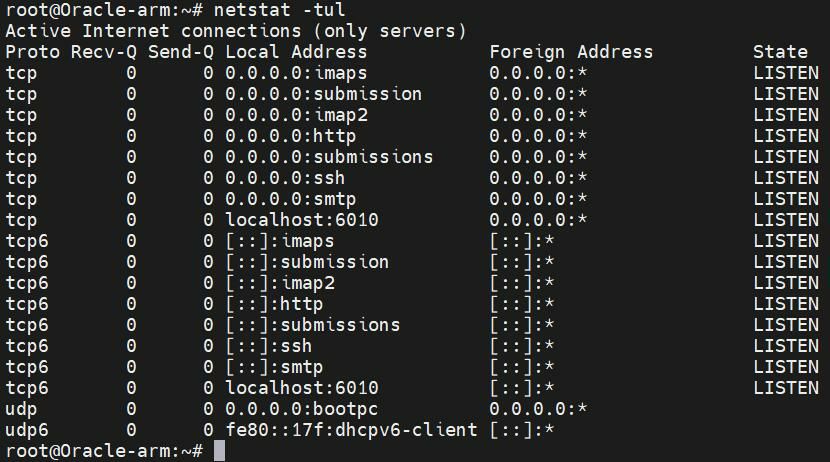 root@Oracle-arm:~# netstat -tul
Active Internet connections (only servers)
Proto Recv-Q Send-Q Local Address           Foreign Address         State
tcp        0      0 0.0.0.0:imaps           0.0.0.0:*               LISTEN
tcp        0      0 0.0.0.0:submission      0.0.0.0:*               LISTEN
tcp        0      0 0.0.0.0:imap2           0.0.0.0:*               LISTEN
tcp        0      0 0.0.0.0:http            0.0.0.0:*               LISTEN
tcp        0      0 0.0.0.0:submissions     0.0.0.0:*               LISTEN
tcp        0      0 0.0.0.0:ssh             0.0.0.0:*               LISTEN
tcp        0      0 0.0.0.0:smtp            0.0.0.0:*               LISTEN
tcp        0      0 localhost:6010          0.0.0.0:*               LISTEN
tcp6       0      0 [::]:imaps              [::]:*                  LISTEN
tcp6       0      0 [::]:submission         [::]:*                  LISTEN
tcp6       0      0 [::]:imap2              [::]:*                  LISTEN
tcp6       0      0 [::]:http               [::]:*                  LISTEN
tcp6       0      0 [::]:submissions        [::]:*                  LISTEN
tcp6       0      0 [::]:ssh                [::]:*                  LISTEN
tcp6       0      0 [::]:smtp               [::]:*                  LISTEN
tcp6       0      0 localhost:6010          [::]:*                  LISTEN
udp        0      0 0.0.0.0:bootpc          0.0.0.0:*
udp6       0      0 fe80::17f:dhcpv6-client [::]:*
root@Oracle-arm:~#